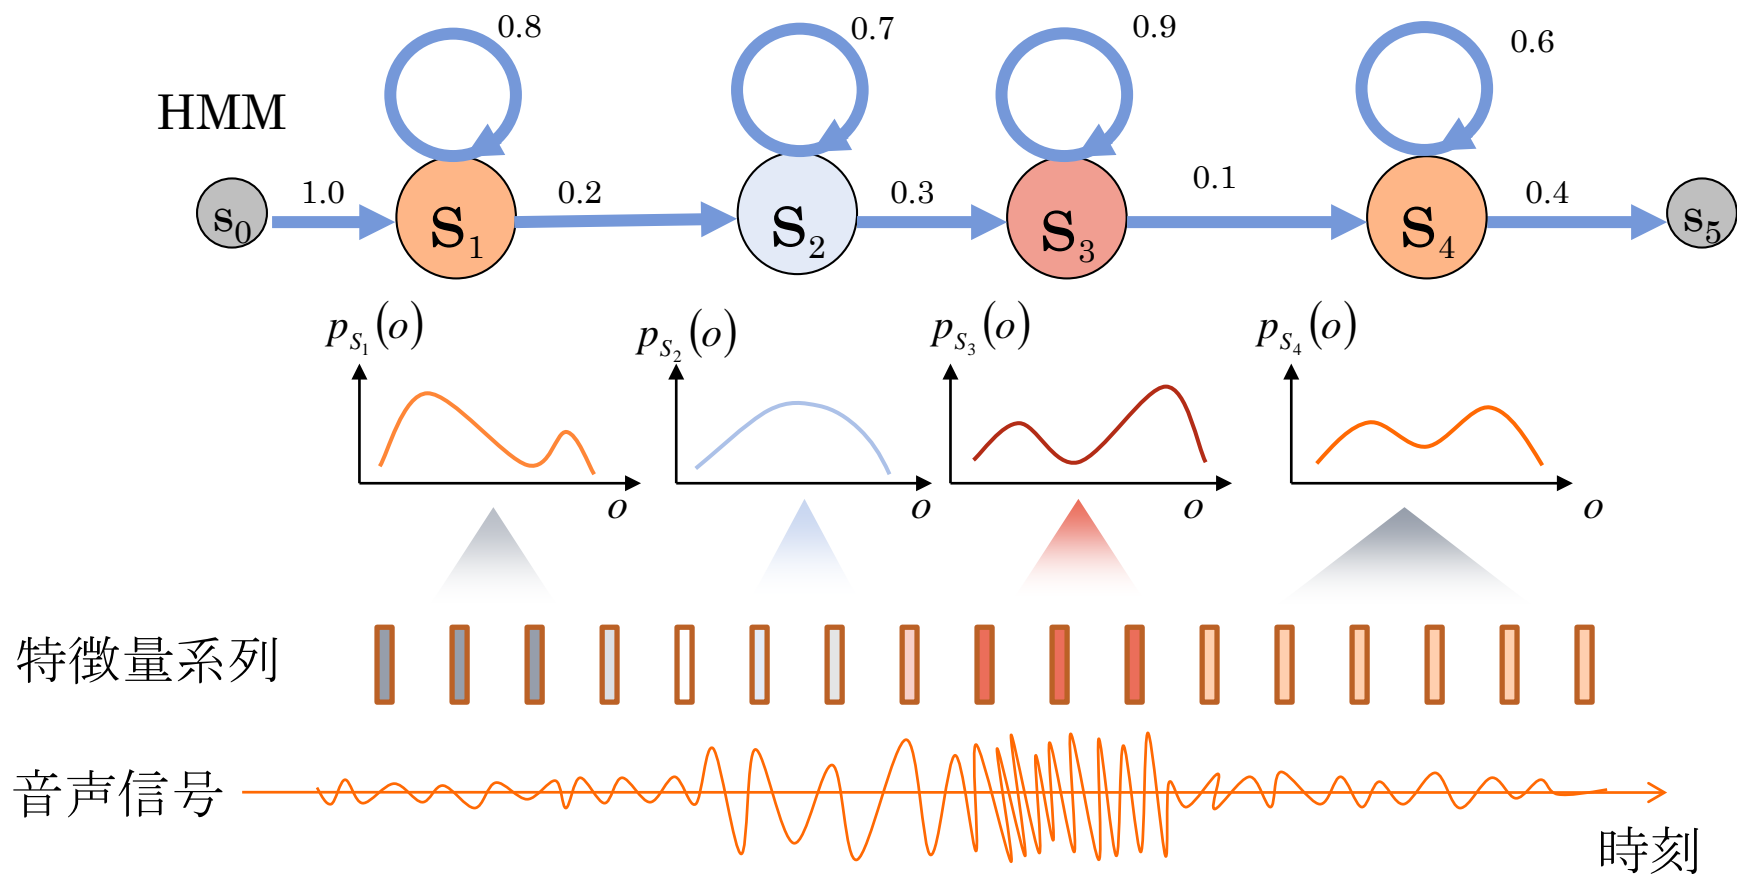 0.8 0.7 0.9 0.6
HMM
1.0 0.2 0.3 0.1 0.4
s0 S1 S2 S3 S4 s5
pS1(o) pS2(o) pS3(o) pS4(o)
o o o o
特徴量系列
音声信号
時刻